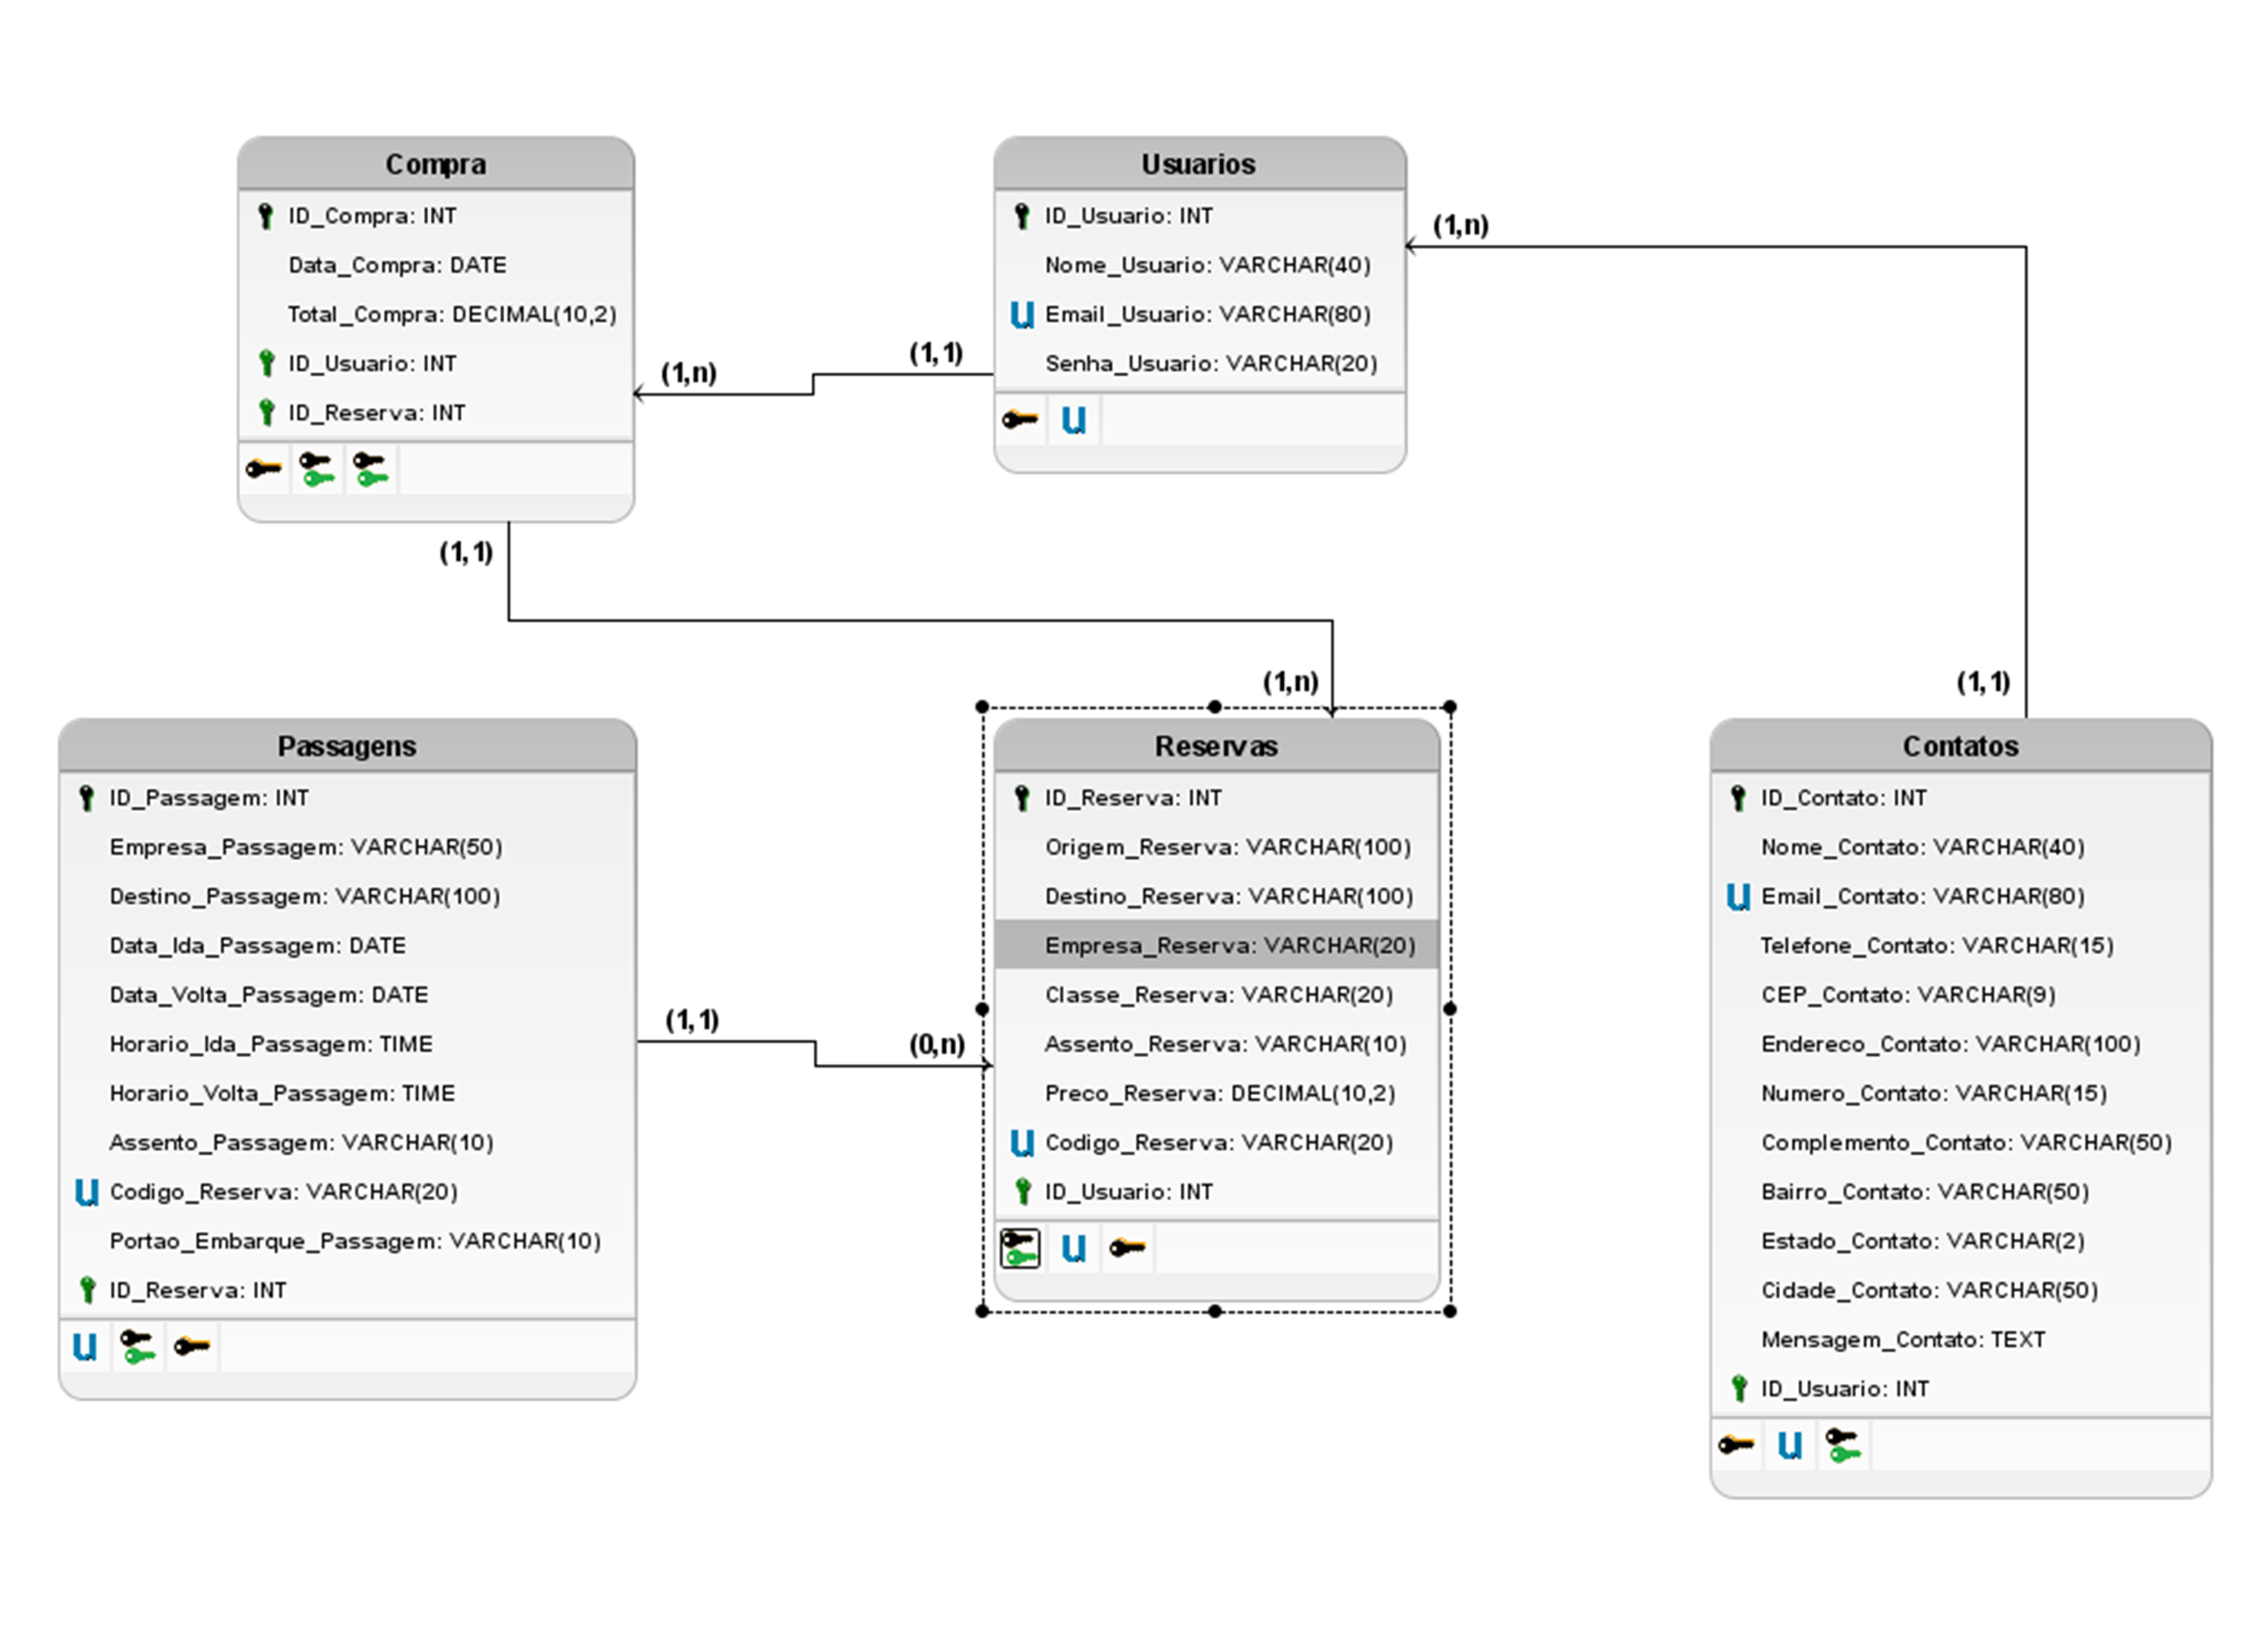 Compra
ID_Compra: INT
Data_Compra: DATE
Total_Compra: DECIMAL(10,2)
ID_Usuario: INT
ID_Reserva: INT
(1,n)
(1,1)
Usuarios
ID_Usuario: INT
Nome_Usuario: VARCHAR(40)
U Email_Usuario: VARCHAR(80)
Senha_Usuario: VARCHAR(20)
U
(1,n)
(1,1)
(1,n)
(1,1)
Passagens
ID_Passagem: INT
Empresa_Passagem: VARCHAR(50)
Destino_Passagem: VARCHAR(100)
Data_Ida_Passagem: DATE
Data_Volta_Passagem: DATE
Horario_Ida_Passagem: TIME
Horario_Volta_Passagem: TIME
Assento_Passagem: VARCHAR(10)
U Codigo_Reserva: VARCHAR(20)
Portao_Embarque_Passagem: VARCHAR(10)
ID_Reserva: INT
U
(1,1)
(0,n)
Reservas
ID_Reserva: INT
Origem_Reserva: VARCHAR(100)
Destino_Reserva: VARCHAR(100)
Empresa_Reserva: VARCHAR(20)
Classe_Reserva: VARCHAR(20)
Assento_Reserva: VARCHAR(10)
Preco_Reserva: DECIMAL(10,2)
U Codigo_Reserva: VARCHAR(20)
ID_Usuario: INT
U
Contatos
ID_Contato: INT
Nome_Contato: VARCHAR(40)
U Email_Contato: VARCHAR(80)
Telefone_Contato: VARCHAR(15)
CEP_Contato: VARCHAR(9)
Endereco_Contato: VARCHAR(100)
Numero_Contato: VARCHAR(15)
Complemento_Contato: VARCHAR(50)
Bairro_Contato: VARCHAR(50)
Estado_Contato: VARCHAR(2)
Cidade_Contato: VARCHAR(50)
Mensagem_Contato: TEXT
ID_Usuario: INT
U